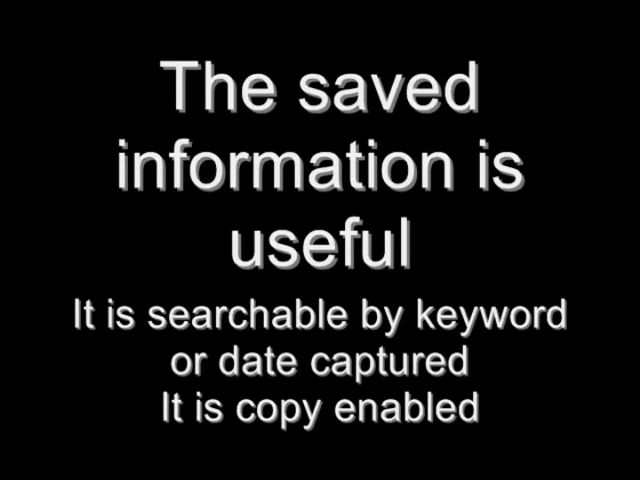 The saved
information is
useful
It is searchable by keyword
or date captured
It is copy enabled